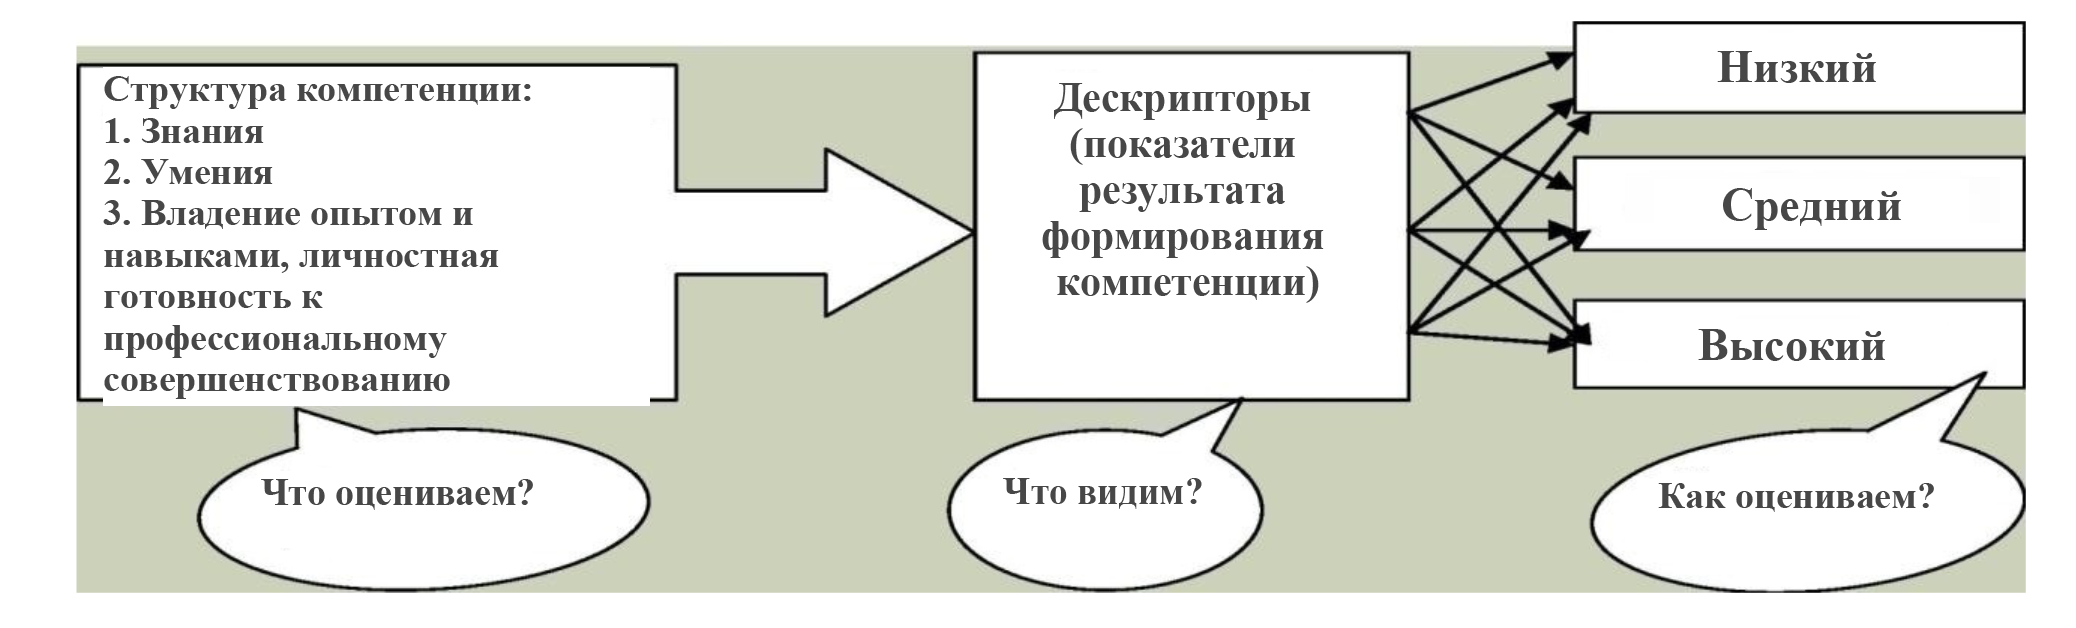 Структура компетенции:
1. Знания
2. Умения
3. Владение опытом и
навыками, личностная
готовность к
профессиональному
совершенствованию
Дескрипторы
(показатели
результата
формирования
компетенции)
Низкий
Средний
Высокий
Что оцениваем?
Что видим?
Как оцениваем?